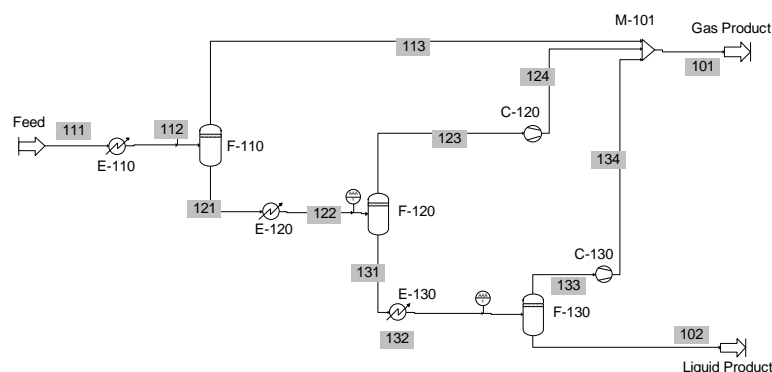 M-101
Gas Product
113
101
124
C-120
Feed
111
112
123
F-110
E-110
134
121
122
F-120
E-120
C-130
131
E-130
133
F-130
132
102
Liquid Product